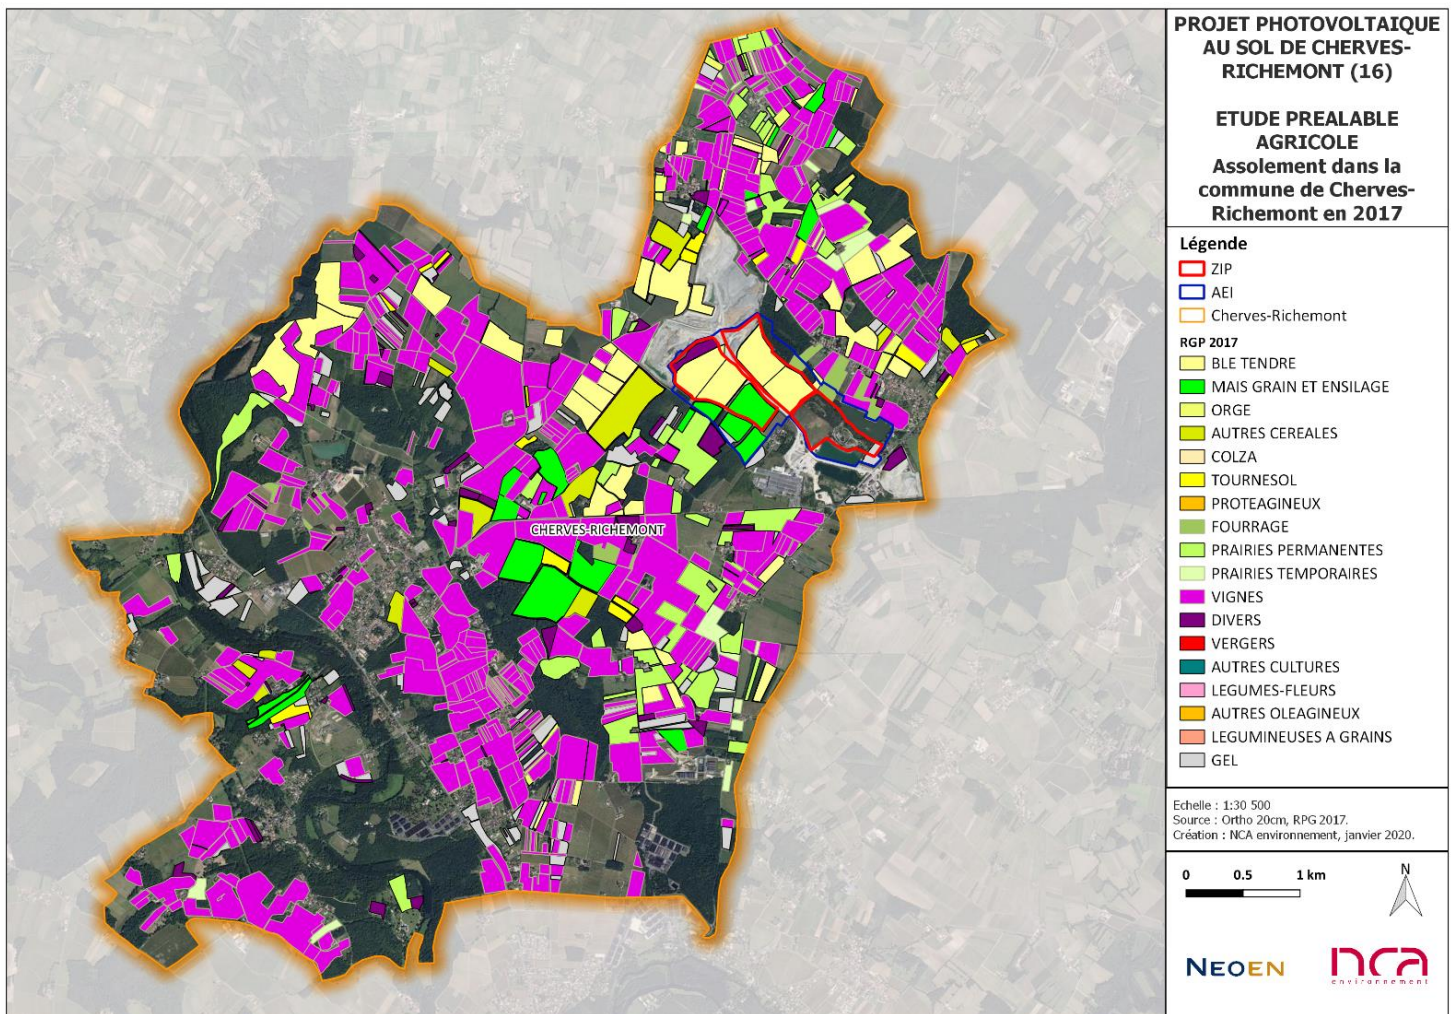 PROJET PHOTOVOLTAIQUE
AU SOL DE CHERVES-
RICHEMONT (16)
ETUDE PREALABLE
AGRICOLE
Assolement dans la
commune de Cherves-
Richemont en 2017
Légende
ZIP
AEI
Cherves-Richemont
RGP 2017
BLE TENDRE
MAIS GRAIN ET ENSILAGE
ORGE
AUTRES CEREALES
COLZA
TOURNESOL
PROTEAGINEUX
FOURRAGE
PRAIRIES PERMANENTES
PRAIRIES TEMPORAIRES
VIGNES
DIVERS
VERGERS
AUTRES CULTURES
LEGUMES-FLEURS
AUTRES OLEAGINEUX
LEGUMINEUSES A GRAINS
GEL
CHERVES-RICHEMONT
Echelle : 1:30 500
Source : Ortho 20cm, RPG 2017.
Création : NCA environnement, janvier 2020.
0 0.5 1 km
N
NEOEN
nca
environnement